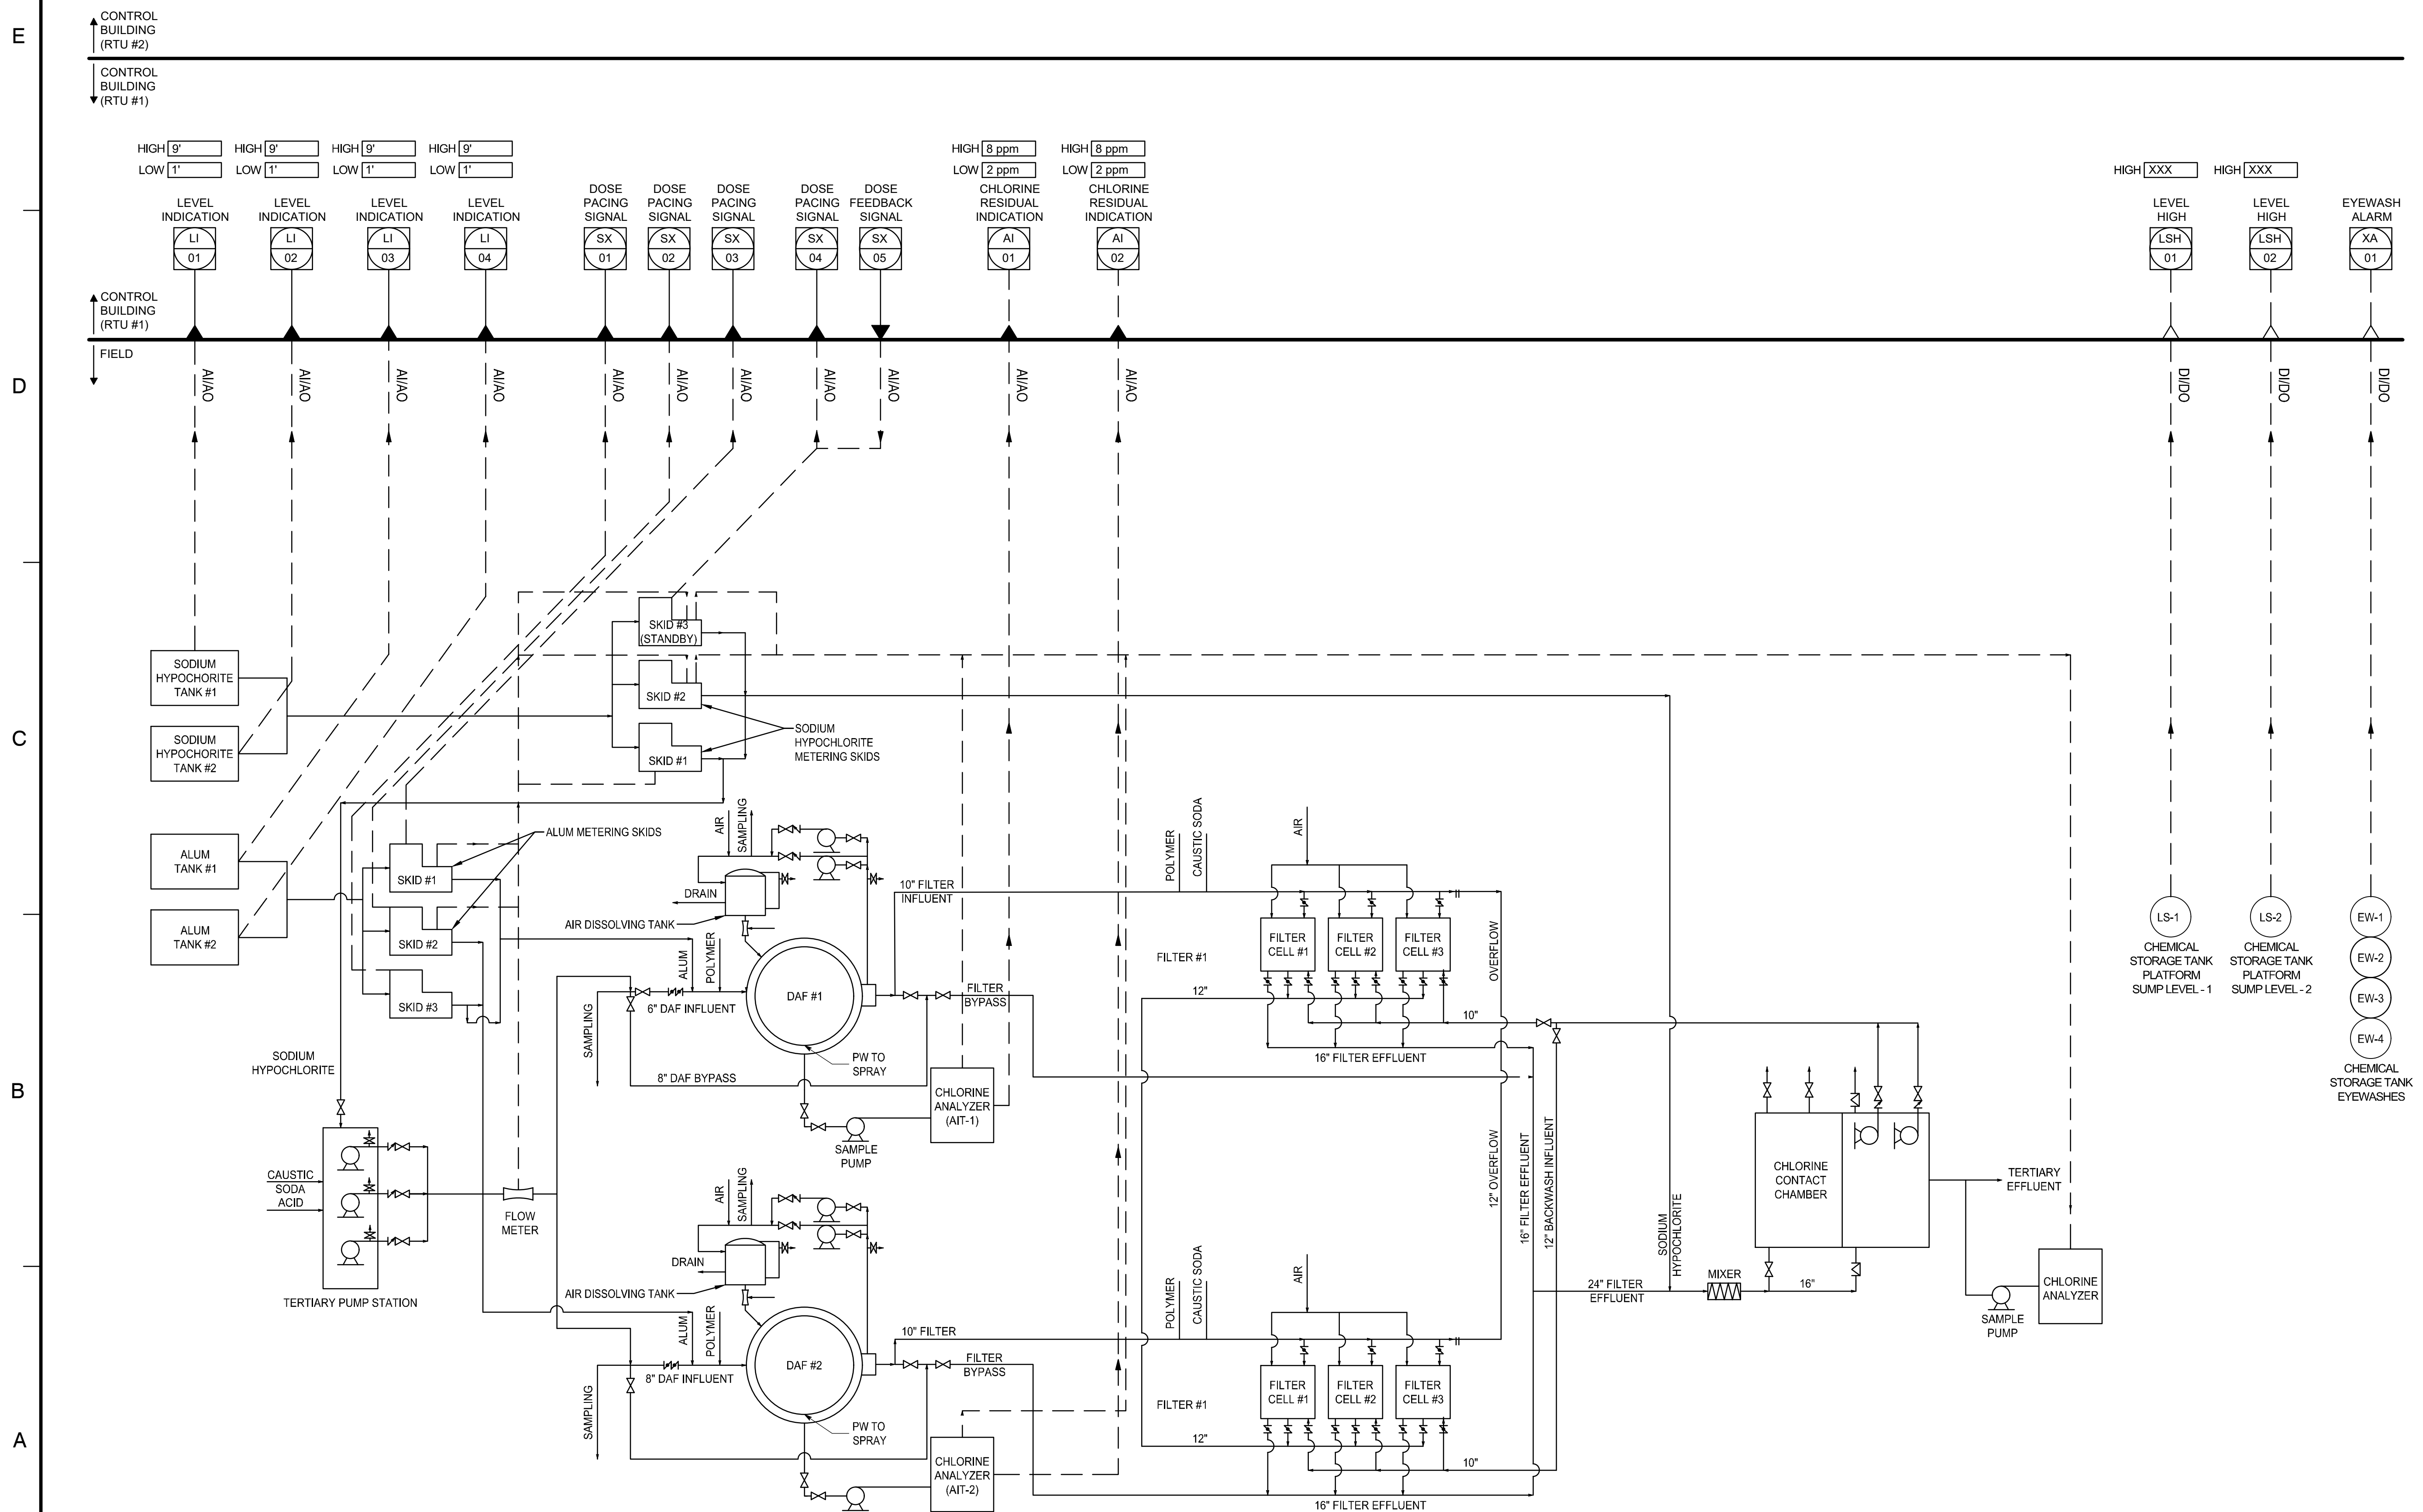 E
CONTROL
BUILDING
(RTU #2)
CONTROL
BUILDING
(RTU #1)
HIGH 9'
LOW 1'
HIGH 9'
LOW 1'
HIGH 9'
LOW 1'
HIGH 9'
LOW 1'
HIGH 8 ppm
LOW 2 ppm
HIGH 8 ppm
LOW 2 ppm
HIGH XXX
HIGH XXX
LEVEL
INDICATION
LI
01
LEVEL
INDICATION
LI
02
LEVEL
INDICATION
LI
03
LEVEL
INDICATION
LI
04
DOSE
PACING
SIGNAL
SX
01
DOSE
PACING
SIGNAL
SX
02
DOSE
PACING
SIGNAL
SX
03
DOSE
PACING
SIGNAL
SX
04
DOSE
FEEDBACK
SIGNAL
SX
05
CHLORINE
RESIDUAL
INDICATION
AI
01
CHLORINE
RESIDUAL
INDICATION
AI
02
LEVEL
HIGH
LSH
01
LEVEL
HIGH
LSH
02
EYEWASH
ALARM
XA
01
CONTROL
BUILDING
(RTU #1)
FIELD
D
AI/AO
AI/AO
AI/AO
AI/AO
AI/AO
AI/AO
AI/AO
AI/AO
AI/AO
AI/AO
AI/AO
DI/DO
DI/DO
DI/DO
SKID #3
(STANDBY)
SKID #2
SKID #1
SODIUM
HYPOCHLORITE
METERING SKIDS
SODIUM
HYPOCHORITE
TANK #1
C
SODIUM
HYPOCHORITE
TANK #2
ALUM
TANK #1
ALUM
TANK #2
ALUM METERING SKIDS
SKID #1
SKID #2
SKID #3
AIR
SAMPLING
DRAIN
AIR DISSOLVING TANK
ALUM
POLYMER
DAF #1
6" DAF INFLUENT
SAMPLING
8" DAF BYPASS
PW TO
SPRAY
10" FILTER
INFLUENT
FILTER
BYPASS
CHLORINE
ANALYZER
(AIT-1)
SAMPLE
PUMP
POLYMER
CAUSTIC SODA
AIR
FILTER #1
FILTER
CELL #1
FILTER
CELL #2
FILTER
CELL #3
OVERFLOW
12"
10"
16" FILTER EFFLUENT
LS-1
CHEMICAL
STORAGE TANK
PLATFORM
SUMP LEVEL - 1
LS-2
CHEMICAL
STORAGE TANK
PLATFORM
SUMP LEVEL - 2
EW-1
EW-2
EW-3
EW-4
CHEMICAL
STORAGE TANK
EYEWASHES
B
SODIUM
HYPOCHLORITE
CAUSTIC
SODA
ACID
TERTIARY PUMP STATION
FLOW
METER
12" OVERFLOW
16" FILTER EFFLUENT
12" BACKWASH INFLUENT
SODIUM
HYPOCHLORITE
CHLORINE
CONTACT
CHAMBER
TERTIARY
EFFLUENT
24" FILTER
EFFLUENT
MIXER
16"
SAMPLE
PUMP
CHLORINE
ANALYZER
AIR
SAMPLING
DRAIN
AIR DISSOLVING TANK
ALUM
POLYMER
DAF #2
8" DAF INFLUENT
SAMPLING
PW TO
SPRAY
10" FILTER
FILTER
BYPASS
CHLORINE
ANALYZER
(AIT-2)
POLYMER
CAUSTIC SODA
AIR
FILTER #1
FILTER
CELL #1
FILTER
CELL #2
FILTER
CELL #3
12"
10"
16" FILTER EFFLUENT
A